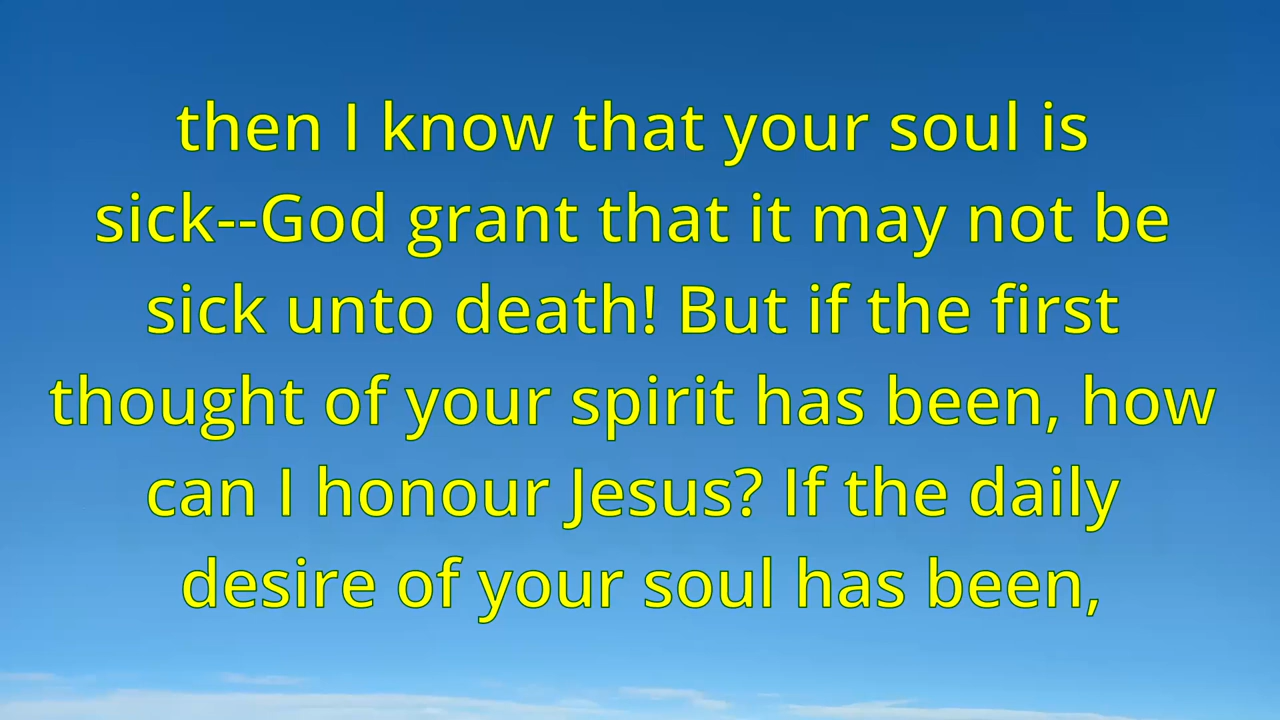 then I know that your soul is
sick--God grant that it may not be
sick unto death! But if the first
thought of your spirit has been, how
can I honour Jesus? If the daily
desire of your soul has been,